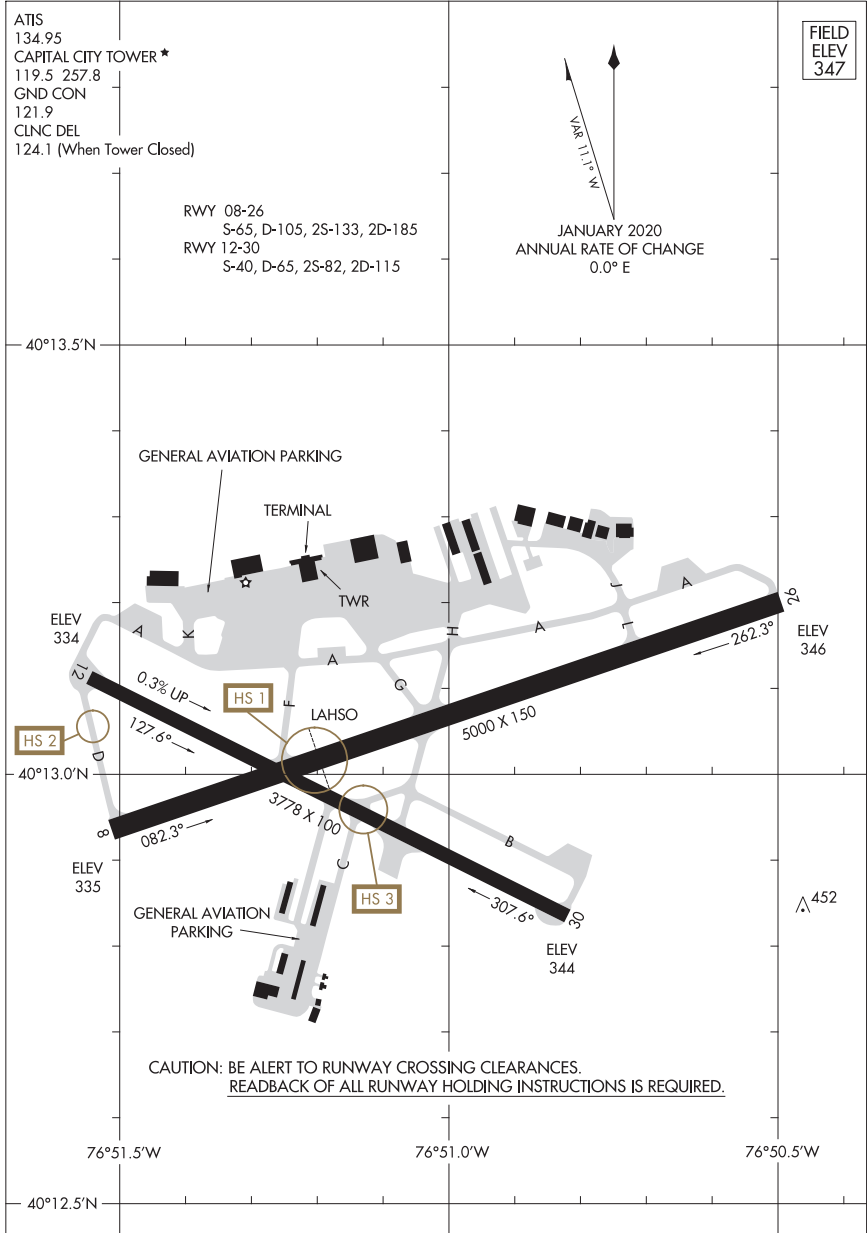 ATIS
134.95
CAPITAL CITY TOWER ★
119.5 257.8
GND CON
121.9
CLNC DEL
124.1 (When Tower Closed)
FIELD
ELEV
347
VAR 11.1° W
JANUARY 2020
ANNUAL RATE OF CHANGE
0.0° E
RWY 08-26
S-65, D-105, 2S-133, 2D-185
RWY 12-30
S-40, D-65, 2S-82, 2D-115
40°13.5'N
GENERAL AVIATION PARKING
TERMINAL
TWR
J
A
26
ELEV
334
A
K
H
A
L
ELEV
346
262.3°
A
12
0.3% UP
G
HS 1
F
LAHSO
5000 X 150
127.6°
HS 2
D
40°13.0'N
8
082.3°
3778 X 100
B
C
ELEV
335
HS 3
307.6°
30
452
GENERAL AVIATION
PARKING
ELEV
344
CAUTION: BE ALERT TO RUNWAY CROSSING CLEARANCES.
READBACK OF ALL RUNWAY HOLDING INSTRUCTIONS IS REQUIRED.
76°51.5'W
76°51.0'W
76°50.5'W
40°12.5'N